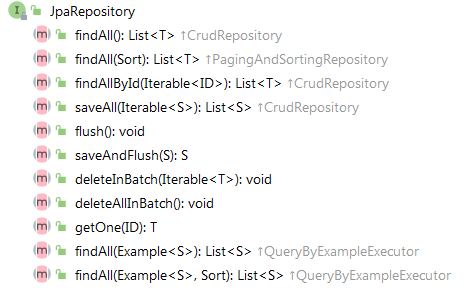 I JpaRepository
m findAll(): List<T> ↑CrudRepository
m findAll(Sort): List<T> ↑PagingAndSortingRepository
m findAllById(Iterable<ID>): List<T> ↑CrudRepository
m saveAll(Iterable<S>): List<S> ↑CrudRepository
m flush(): void
m saveAndFlush(S): S
m deleteInBatch(Iterable<T>): void
m deleteAllInBatch(): void
m getOne(ID): T
m findAll(Example<S>): List<S> ↑QueryByExampleExecutor
m findAll(Example<S>, Sort): List<S> ↑QueryByExampleExecutor